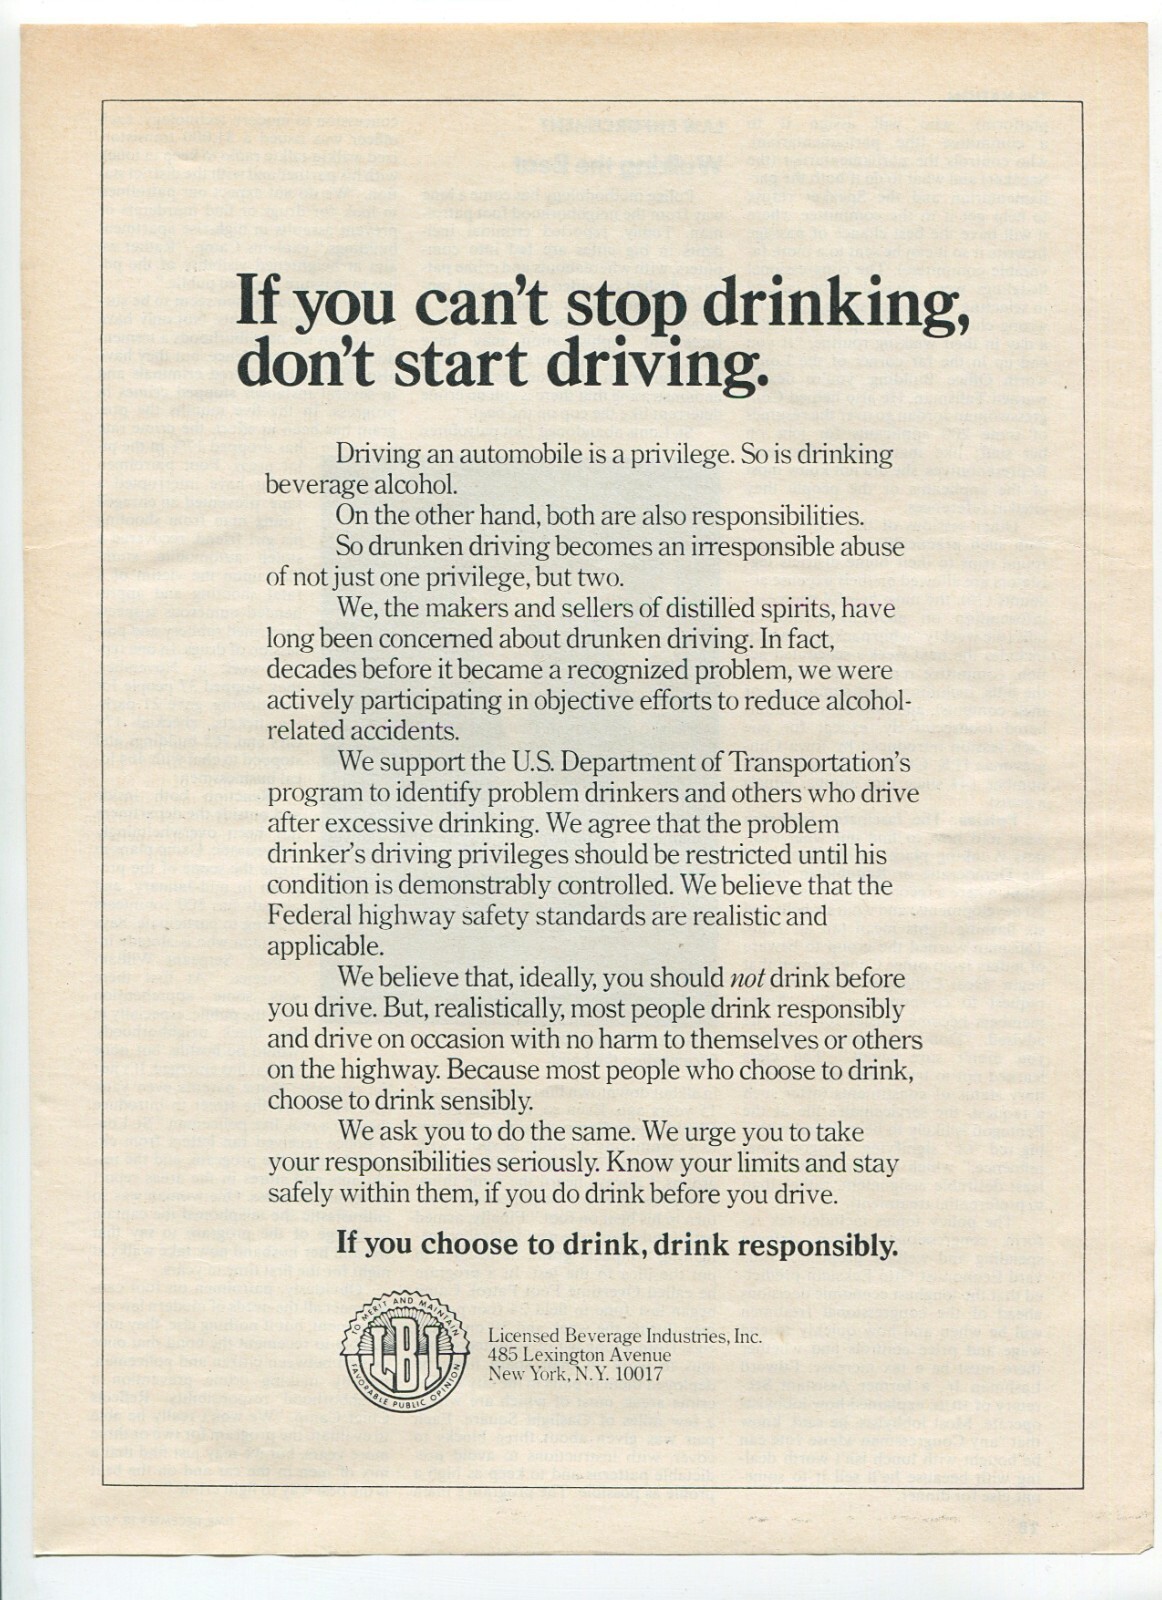 If you can't stop drinking,
don't start driving.
Driving an automobile is a privilege. So is drinking
beverage alcohol.
On the other hand, both are also responsibilities.
So drunken driving becomes an irresponsible abuse
of not just one privilege, but two.
We, the makers and sellers of distilled spirits, have
long been concerned about drunken driving. In fact,
decades before it became a recognized problem, we were
actively participating in objective efforts to reduce alcohol-
related accidents.
We support the U.S. Department of Transportation's
program to identify problem drinkers and others who drive
after excessive drinking. We agree that the problem
drinker's driving privileges should be restricted until his
condition is demonstrably controlled. We believe that the
Federal highway safety standards are realistic and
applicable.
We believe that, ideally, you should not drink before
you drive. But, realistically, most people drink responsibly
and drive on occasion with no harm to themselves or others
on the highway. Because most people who choose to drink,
choose to drink sensibly.
We ask you to do the same. We urge you to take
your responsibilities seriously. Know your limits and stay
safely within them, if you do drink before you drive.
If you choose to drink, drink responsibly.
TO MERIT AND MAINTAIN
LBI
FAVORABLE PUBLIC OPINION
Licensed Beverage Industries, Inc.
485 Lexington Avenue
New York, N.Y. 10017